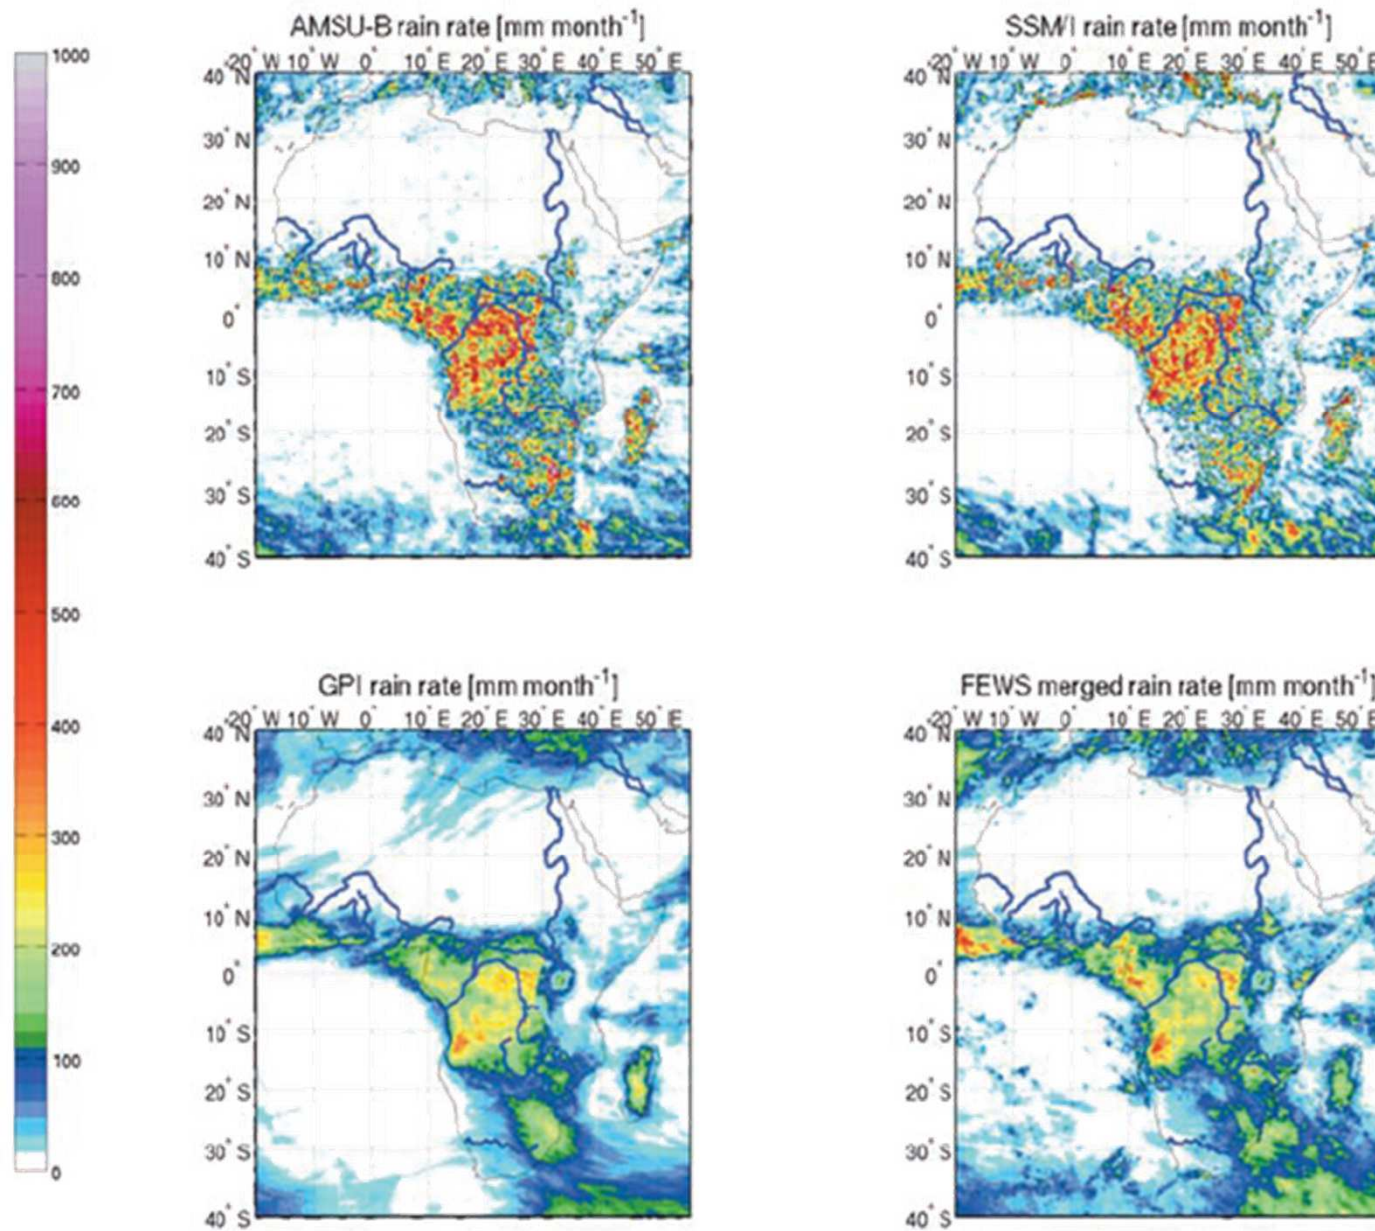 AMSU-B rain rate [mm month-1]
20° W 10° W 0° 10° E 20° E 30° E 40° E 50° E
40° N
30° N
20° N
10° N
0°
10° S
20° S
30° S
40° S
SSM/I rain rate [mm month-1]
20° W 10° W 0° 10° E 20° E 30° E 40° E 50° E
40° N
30° N
20° N
10° N
0°
10° S
20° S
30° S
40° S
1000
900
800
700
600
500
400
300
200
100
0
GPI rain rate [mm month-1]
20° W 10° W 0° 10° E 20° E 30° E 40° E 50° E
40° N
30° N
20° N
10° N
0°
10° S
20° S
30° S
40° S
FEWS merged rain rate [mm month-1]
20° W 10° W 0° 10° E 20° E 30° E 40° E 50° E
40° N
30° N
20° N
10° N
0°
10° S
20° S
30° S
40° S